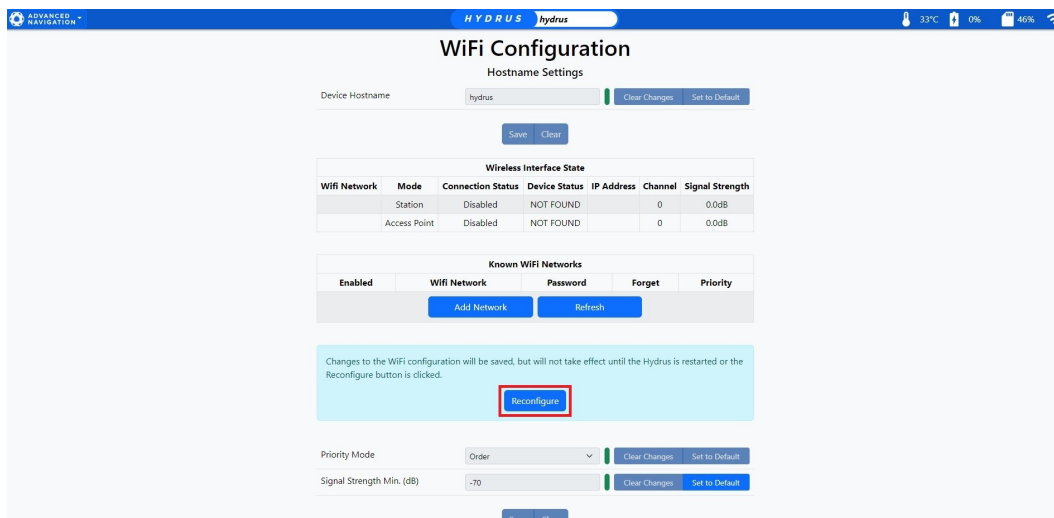 ADVANCED
NAVIGATION
HYDRUS hydrus
33°C 0% 46%
WiFi Configuration
Hostname Settings
Device Hostname hydrus Clear Changes Set to Default
Save Clear
Wireless Interface State
Wifi Network Mode Connection Status Device Status IP Address Channel Signal Strength
Station Disabled NOT FOUND 0 0.0dB
Access Point Disabled NOT FOUND 0 0.0dB
Known WiFi Networks
Enabled Wifi Network Password Forget Priority
Add Network Refresh
Changes to the WiFi configuration will be saved, but will not take effect until the Hydrus is restarted or the
Reconfigure button is clicked.
Reconfigure
Priority Mode Order Clear Changes Set to Default
Signal Strength Min. (dB) -70 Clear Changes Set to Default